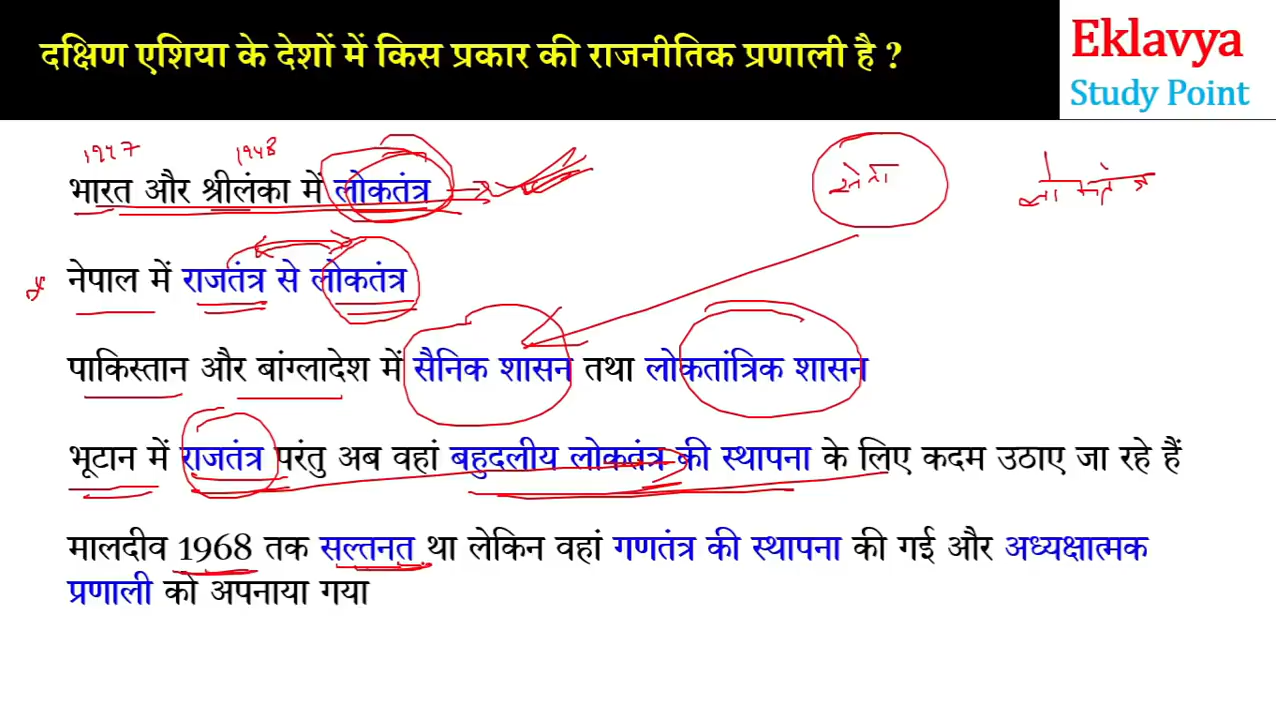 दक्षिण एशिया के देशों में किस प्रकार की राजनीतिक प्रणाली है ?
Eklavya
Study Point
१९४७ १९४8
सेना
लोकतंत्र
भारत और श्रीलंका में लोकतंत्र
नेपाल में राजतंत्र से लोकतंत्र
पाकिस्तान और बांग्लादेश में सैनिक शासन तथा लोकतांत्रिक शासन
भूटान में राजतंत्र परंतु अब वहां बहुदलीय लोकतंत्र की स्थापना के लिए कदम उठाए जा रहे हैं
मालदीव 1968 तक सल्तनत था लेकिन वहां गणतंत्र की स्थापना की गई और अध्यक्षात्मक
प्रणाली को अपनाया गया